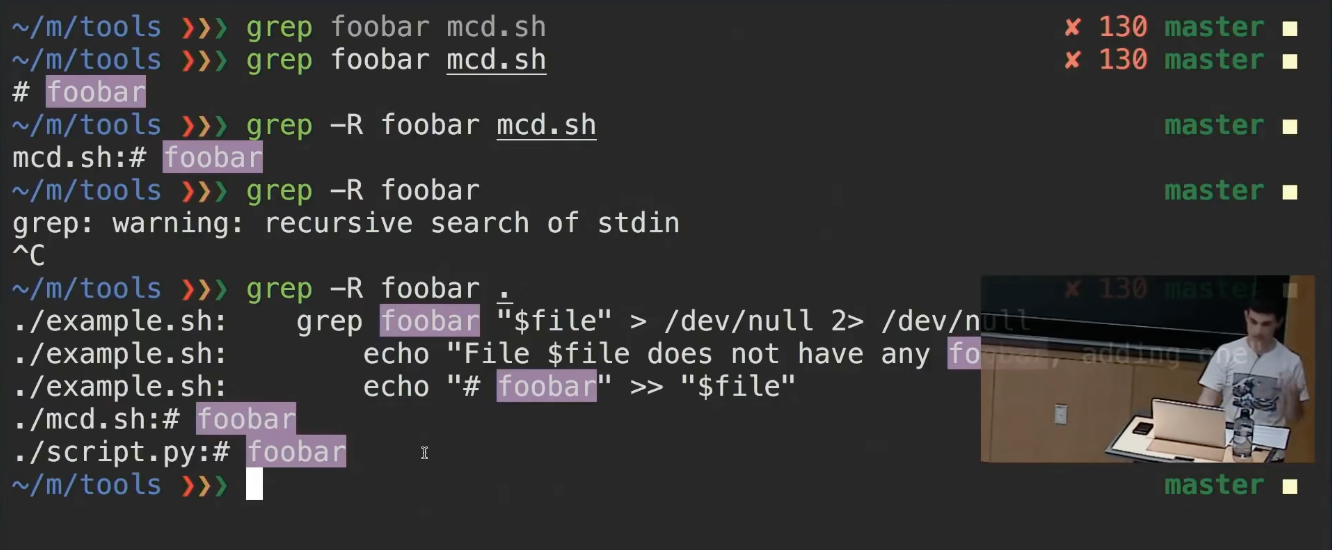 ~/m/tools ❯❯❯ grep foobar mcd.sh ✘ 130 master ■
~/m/tools ❯❯❯ grep foobar mcd.sh ✘ 130 master ■
# foobar
~/m/tools ❯❯❯ grep -R foobar mcd.sh master ■
mcd.sh:# foobar
~/m/tools ❯❯❯ grep -R foobar master ■
grep: warning: recursive search of stdin
^C
~/m/tools ❯❯❯ grep -R foobar . ✘ 130 master ■
./example.sh:    grep foobar "$file" > /dev/null 2> /dev/null
./example.sh:        echo "File $file does not have any foobar, adding one
./example.sh:        echo "# foobar" >> "$file"
./mcd.sh:# foobar
./script.py:# foobar
~/m/tools ❯❯❯ master ■